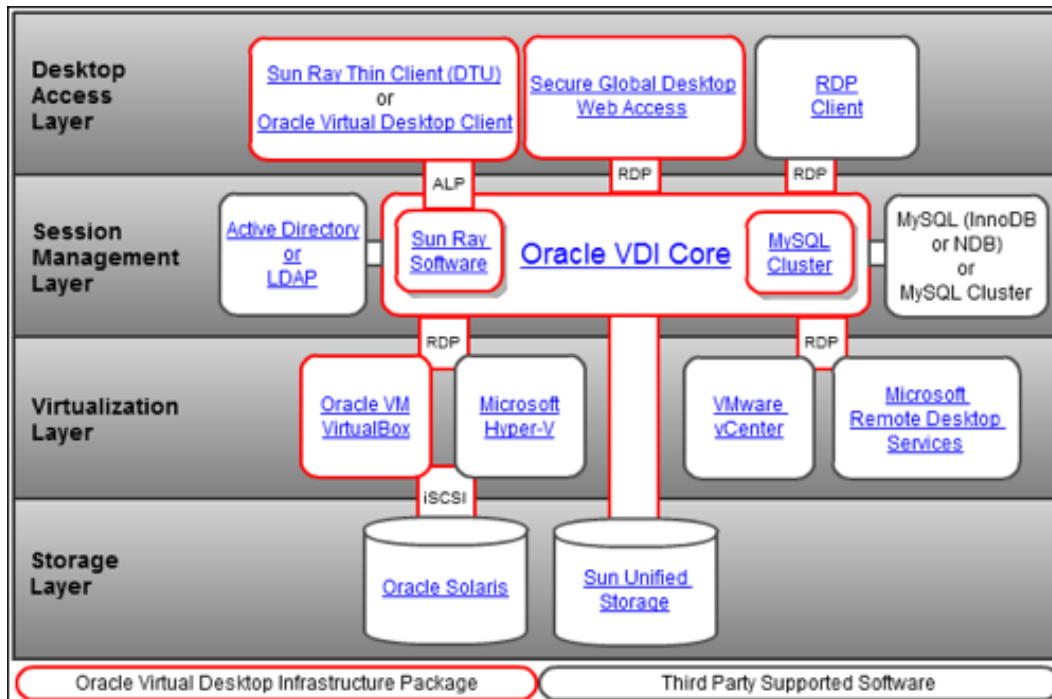 Desktop
Access
Layer
Sun Ray Thin Client (DTU)
or
Oracle Virtual Desktop Client
Secure Global Desktop
Web Access
RDP
Client
ALP
RDP
RDP
Session
Management
Layer
Active Directory
or
LDAP
Sun Ray
Software
Oracle VDI Core
MySQL
Cluster
MySQL (InnoDB
or NDB)
or
MySQL Cluster
RDP
RDP
Virtualization
Layer
Oracle VM
VirtualBox
Microsoft
Hyper-V
VMware
vCenter
Microsoft
Remote Desktop
Services
iSCSI
Storage
Layer
Oracle Solaris
Sun Unified
Storage
Oracle Virtual Desktop Infrastructure Package
Third Party Supported Software